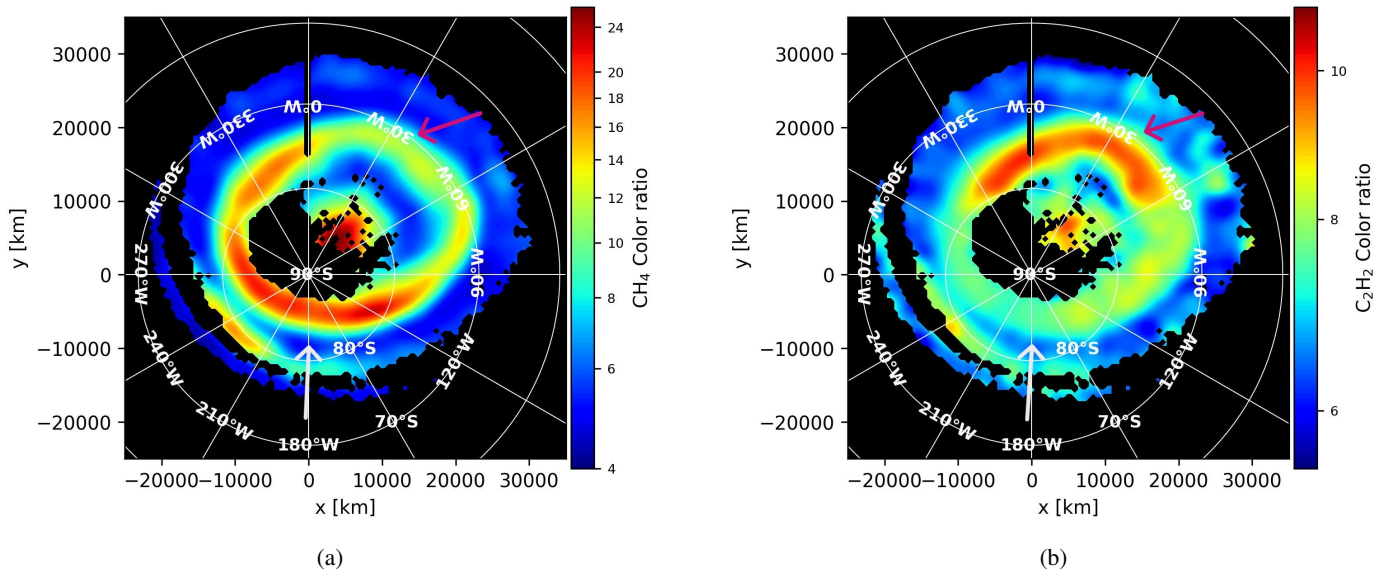 30000
20000
10000
0
−10000
−20000
y [km]
−20000
−10000
0
10000
20000
30000
x [km]
0°W
30°W
60°W
90°W
120°W
180°W
210°W
240°W
270°W
300°W
330°W
90°S
80°S
70°S
24
20
18
16
14
12
10
8
6
4
CH₄ Color ratio
(a)
30000
20000
10000
0
−10000
−20000
y [km]
−20000
−10000
0
10000
20000
30000
x [km]
0°W
30°W
60°W
90°W
120°W
180°W
210°W
240°W
270°W
300°W
330°W
90°S
80°S
70°S
10
8
6
C₂H₂ Color ratio
(b)